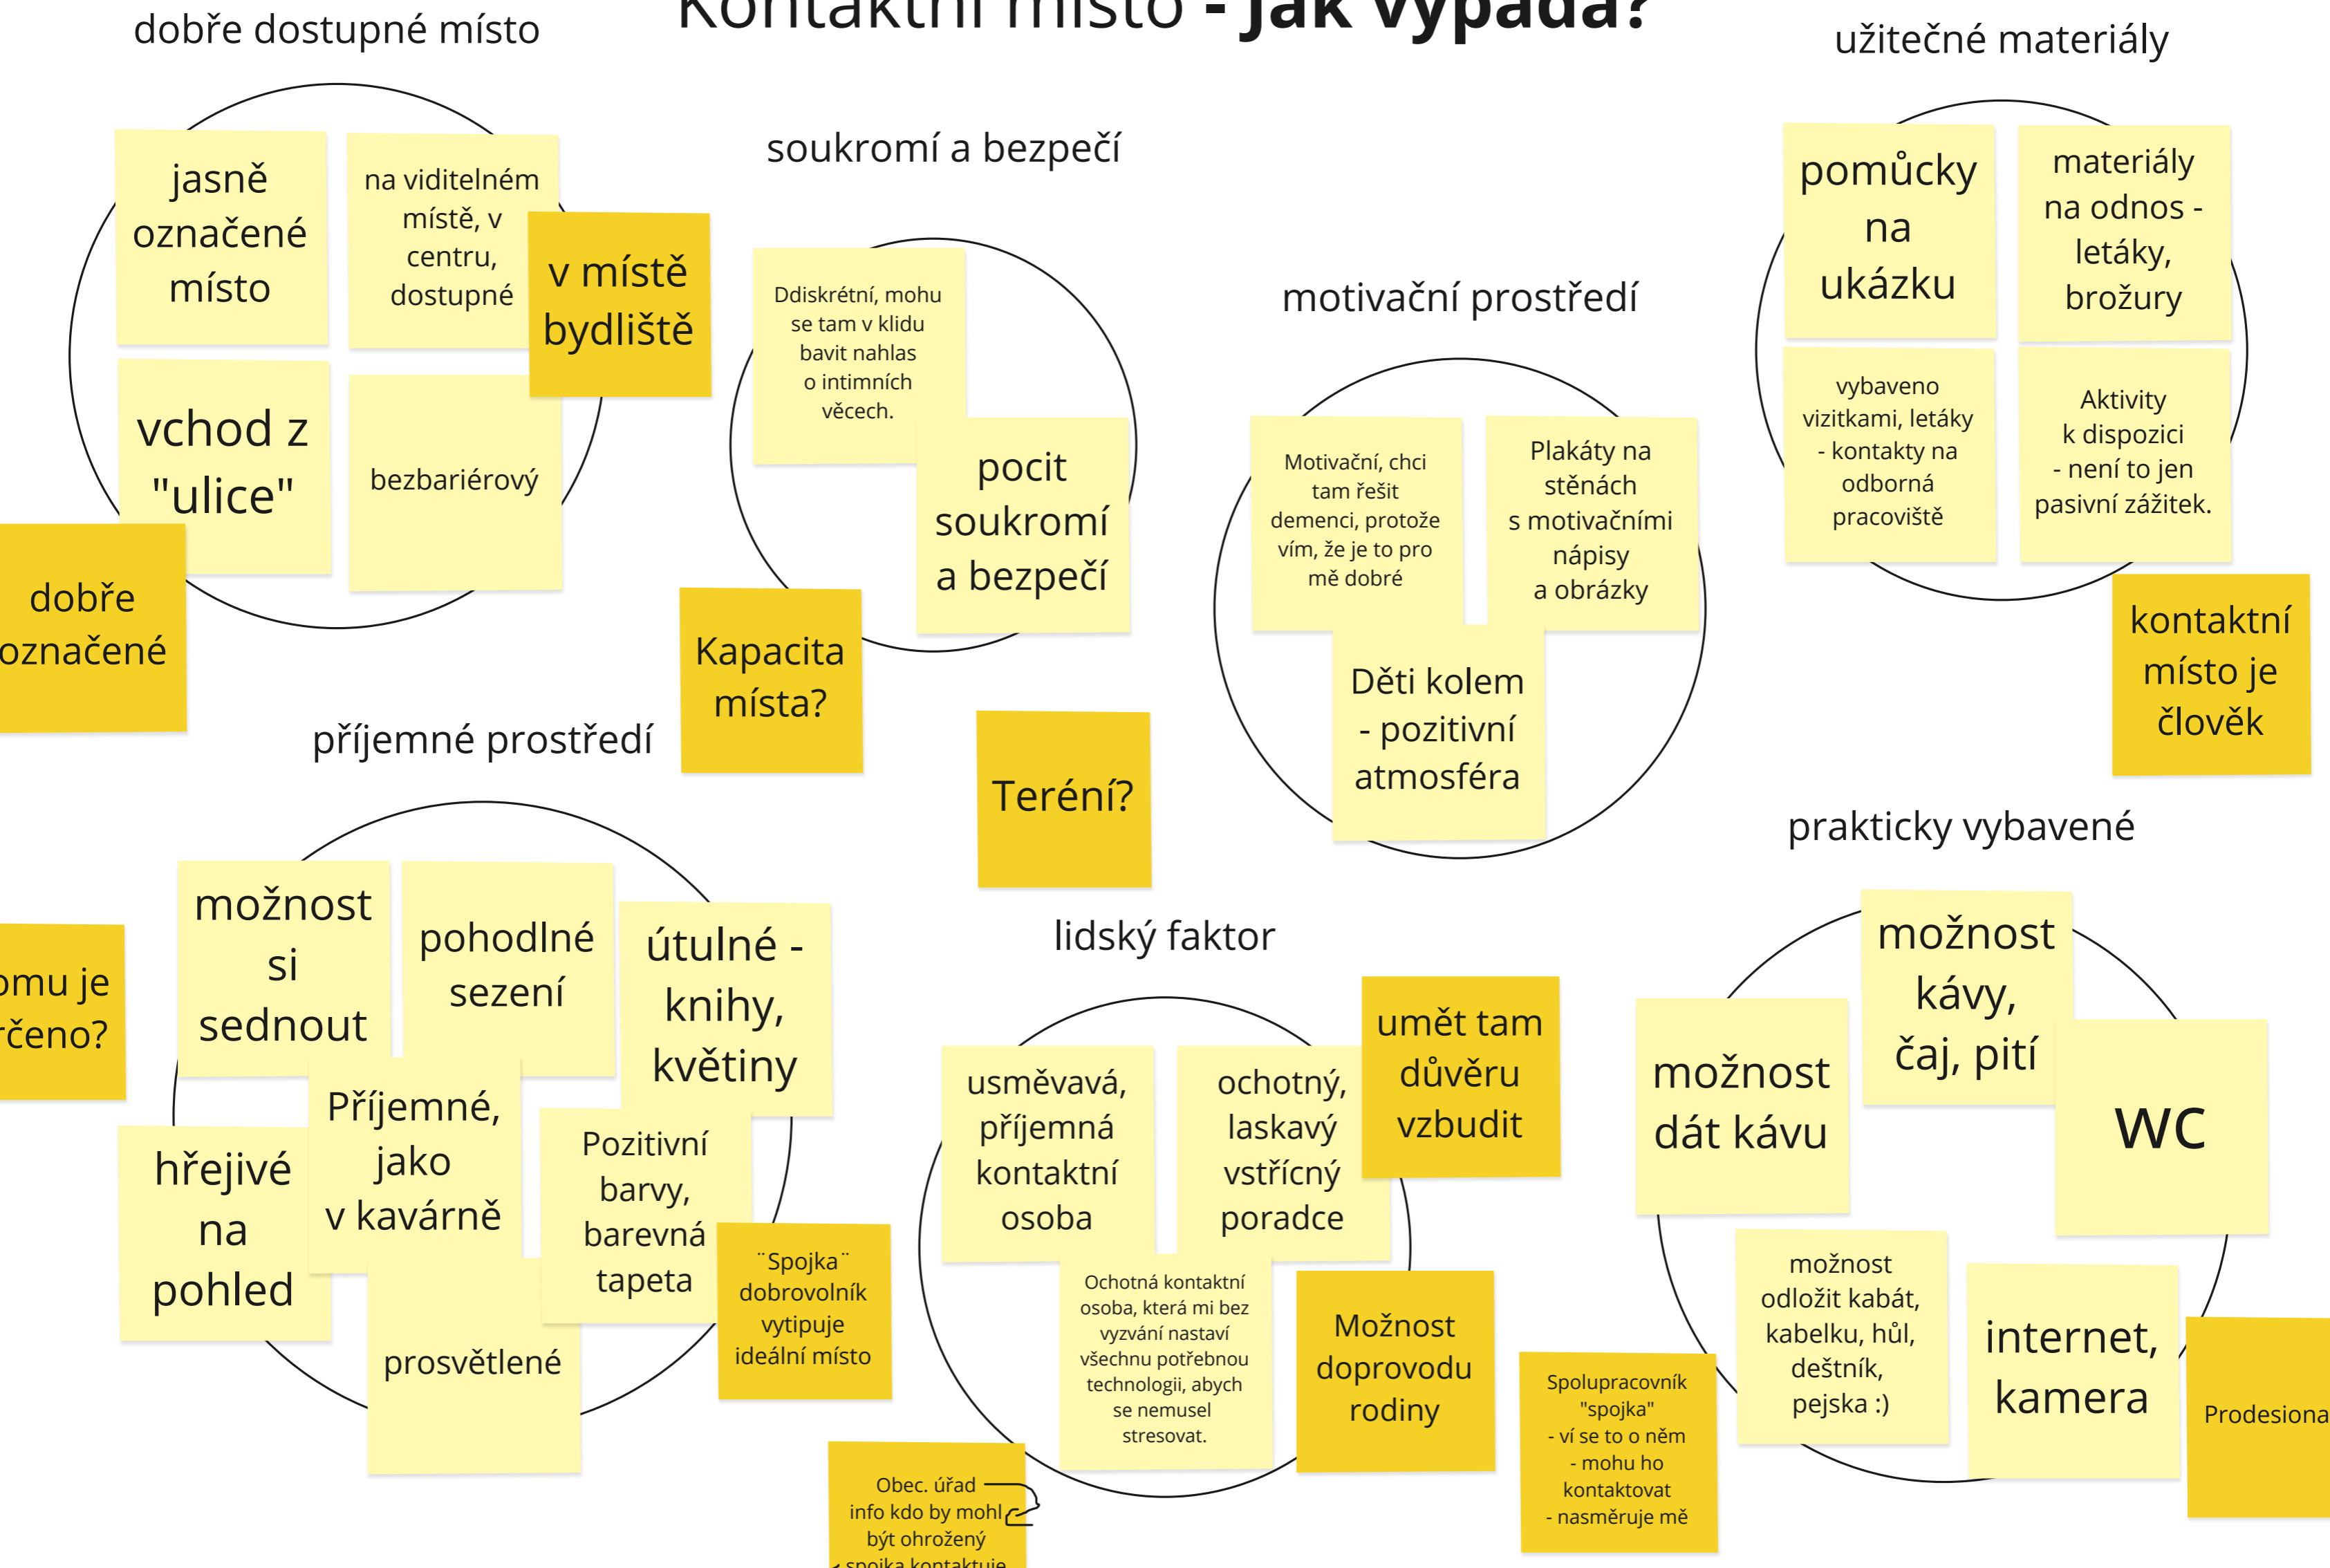 Kontaktní místo - Jak vypadá?
dobře dostupné místo
jasně
označené
místo
na viditelném
místě, v
centru,
dostupné
v místě
bydliště
vchod z
"ulice"
bezbariérový
dobře
označené
soukromí a bezpečí
Ddiskrétní, mohu
se tam v klidu
bavit nahlas
o intimních
věcech.
pocit
soukromí
a bezpečí
Kapacita
místa?
Teréní?
motivační prostředí
Motivační, chci
tam řešit
demenci, protože
vím, že je to pro
mě dobré
Plakáty na
stěnách
s motivačními
nápisy
a obrázky
Děti kolem
- pozitivní
atmosféra
užitečné materiály
pomůcky
na
ukázku
materiály
na odnos -
letáky,
brožury
vybaveno
vizitkami, letáky
- kontakty na
odborná
pracoviště
Aktivity
k dispozici
- není to jen
pasivní zážitek.
kontaktní
místo je
člověk
příjemné prostředí
možnost
si
sednout
pohodlné
sezení
útulné -
knihy,
květiny
je
hřejivé
na
pohled
Příjemné,
jako
v kavárně
Pozitivní
barvy,
barevná
tapeta
prosvětlené
¨Spojka¨
dobrovolník
vytipuje
ideální místo
lidský faktor
usměvavá,
příjemná
kontaktní
osoba
ochotný,
laskavý
vstřícný
poradce
umět tam
důvěru
vzbudit
Ochotná kontaktní
osoba, která mi bez
vyzvání nastaví
všechnu potřebnou
technologii, abych
se nemusel
stresovat.
Možnost
doprovodu
rodiny
Obec. úřad
info kdo by mohl
být ohrožený
spojka kontaktuje
prakticky vybavené
možnost
dát kávu
možnost
kávy,
čaj, pití
WC
možnost
odložit kabát,
kabelku, hůl,
deštník,
pejska :)
internet,
kamera
Spolupracovník
"spojka"
- ví se to o něm
- mohu ho
kontaktovat
- nasměruje mě
Prodesiona